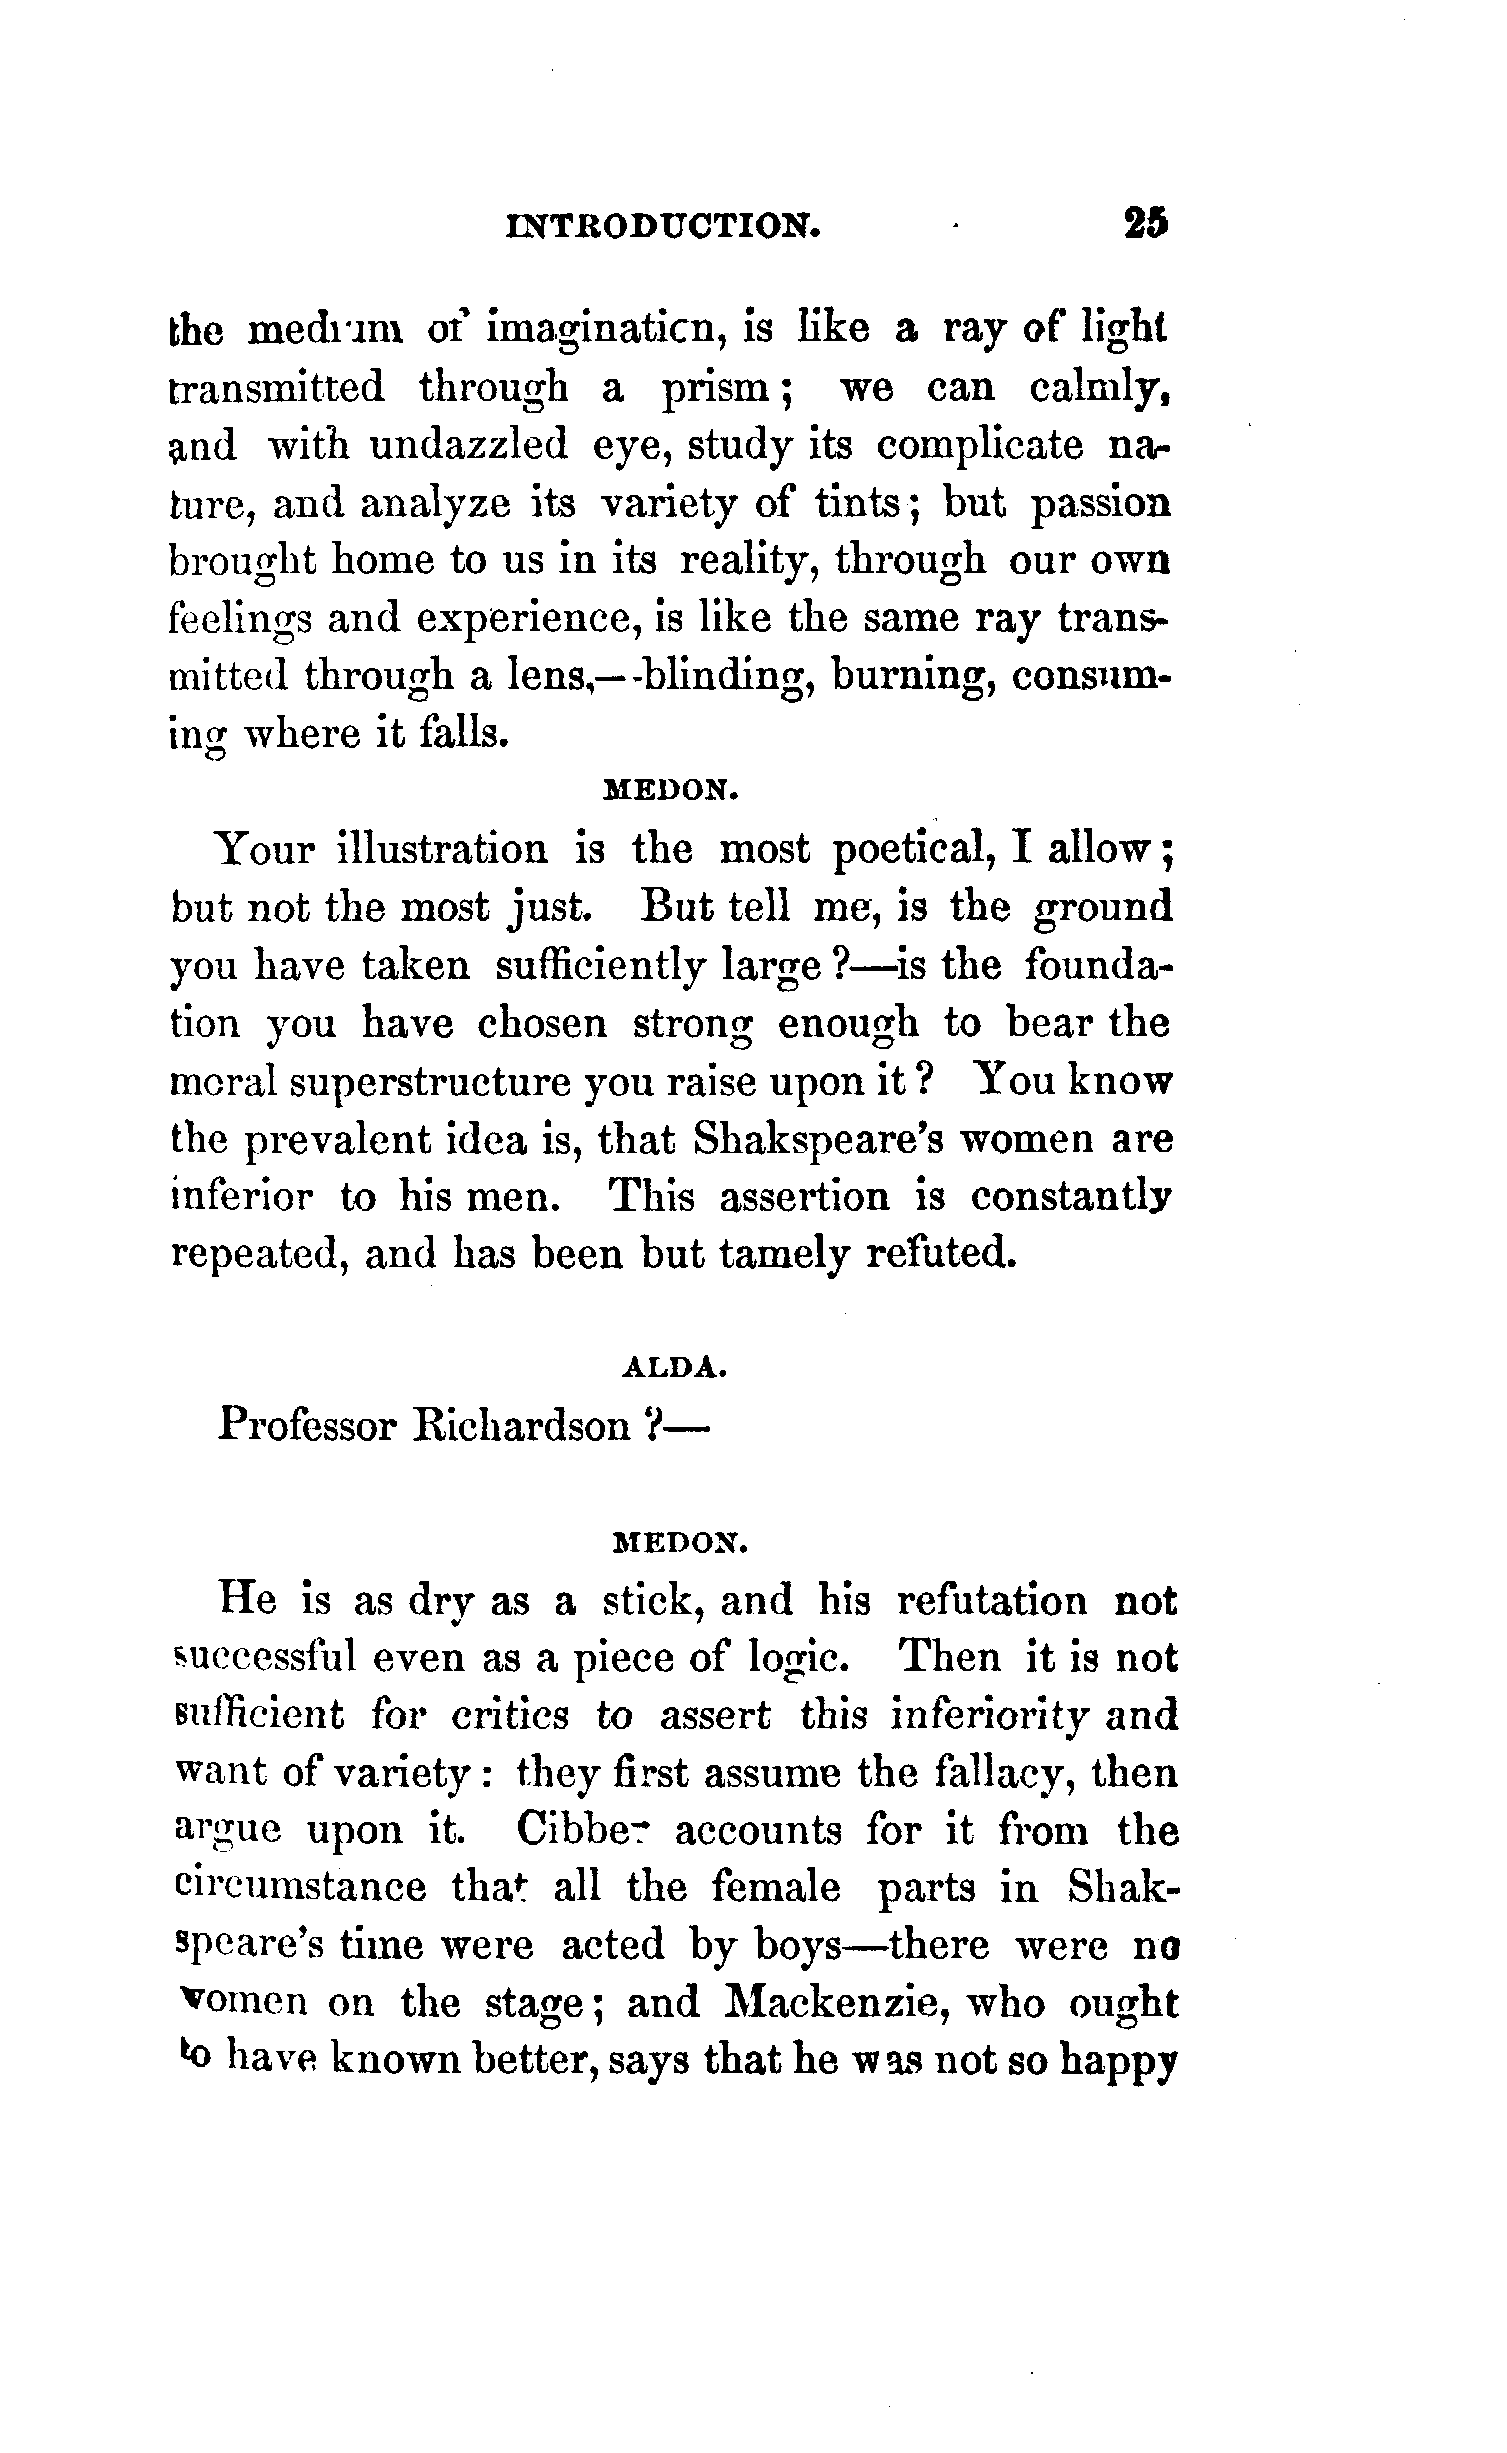 INTRODUCTION. 25
the medium of imagination, is like a ray of light
transmitted through a prism; we can calmly,
and with undazzled eye, study its complicate na-
ture, and analyze its variety of tints; but passion
brought home to us in its reality, through our own
feelings and experience, is like the same ray trans-
mitted through a lens,—blinding, burning, consum-
ing where it falls.
MEDON.
Your illustration is the most poetical, I allow;
but not the most just. But tell me, is the ground
you have taken sufficiently large?—is the founda-
tion you have chosen strong enough to bear the
moral superstructure you raise upon it? You know
the prevalent idea is, that Shakspeare's women are
inferior to his men. This assertion is constantly
repeated, and has been but tamely refuted.
ALDA.
Professor Richardson?—
MEDON.
He is as dry as a stick, and his refutation not
successful even as a piece of logic. Then it is not
sufficient for critics to assert this inferiority and
want of variety: they first assume the fallacy, then
argue upon it. Cibber accounts for it from the
circumstance that all the female parts in Shak-
speare's time were acted by boys—there were no
women on the stage; and Mackenzie, who ought
to have known better, says that he was not so happy